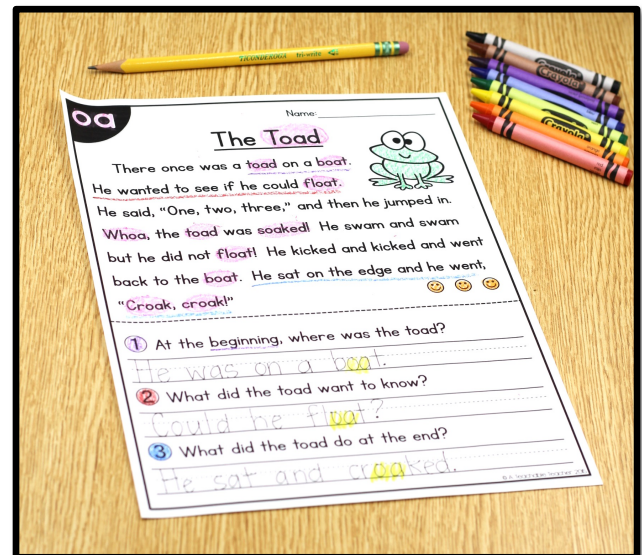 TICONDEROGA tri-write
Crayola
Crayola
oa
Name:
The Toad
There once was a toad on a boat.
He wanted to see if he could float.
He said, “One, two, three,” and then he jumped in.
Whoa, the toad was soaked! He swam and swam
but he did not float! He kicked and kicked and went
back to the boat. He sat on the edge and he went,
“Croak, croak!”
1 At the beginning, where was the toad?
He was on a boat.
2 What did the toad want to know?
Could he float?
3 What did the toad do at the end?
He sat and croaked.